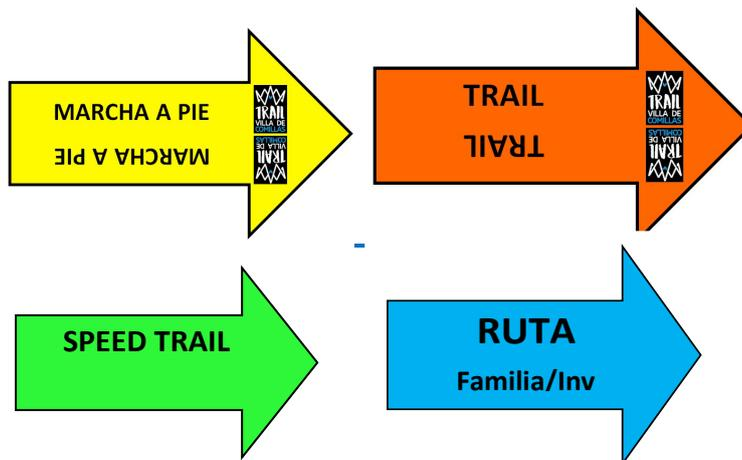 MARCHA A PIE
MARCHA A PIE
TRAIL
VILLA DE
COMILLAS
COMILLAS
VILLA DE
TRAIL
TRAIL
TRAIL
TRAIL
VILLA DE
COMILLAS
COMILLAS
VILLA DE
TRAIL
SPEED TRAIL
RUTA
Familia/Inv